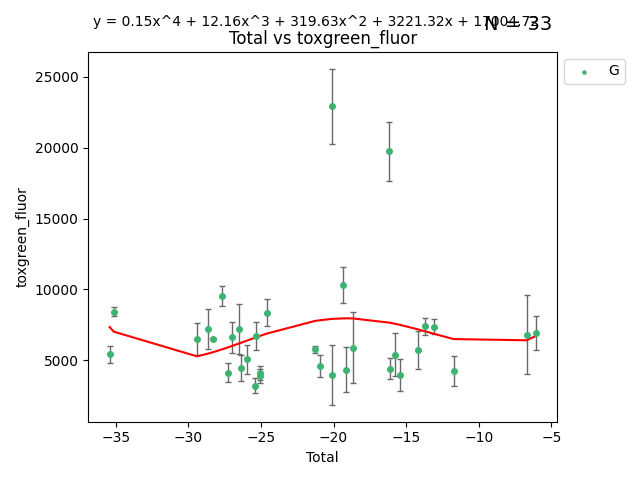 y = 0.15x^4 + 12.16x^3 + 319.63x^2 + 3221.32x +
N = 33
Total vs toxgreen_fluor
G
25000
20000
15000
10000
5000
toxgreen_fluor
−35 −30 −25 −20 −15 −10 −5
Total